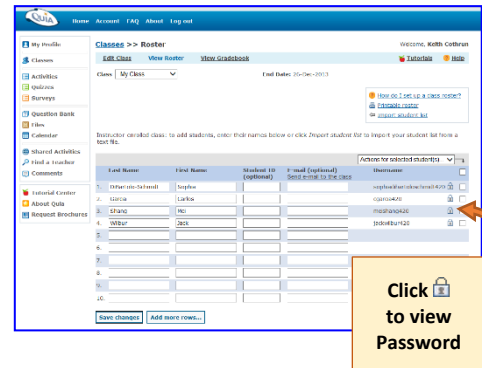 QUIA Home Account FAQ About Log out
My Profile
Classes
Activities
Quizzes
Surveys
Question Bank
Files
Calendar
Shared Activities
Find a Teacher
Comments
Tutorial Center
About Quia
Request Brochures
Classes >> Roster
Welcome, Keith Cothrun
Edit Class View Roster View Gradebook
Tutorials Help
Class My Class End Date: 26-Dec-2013
How do I set up a class roster?
Printable roster
Import student list
Instructor enrolled class: to add students, enter their names below or click Import student list to import your student list from a
text file.
Actions for selected student(s)
Last Name First Name Student ID (optional) E-mail (optional) Send e-mail to the class Username
1. Sophia
2. Garcia Carlos cgarcia420
3. Shang Mei meishang420
4. Wilbur Jack jackwilbur420
5.
6.
7.
8.
9.
10.
Save changes Add more rows...
Click
to view
Password